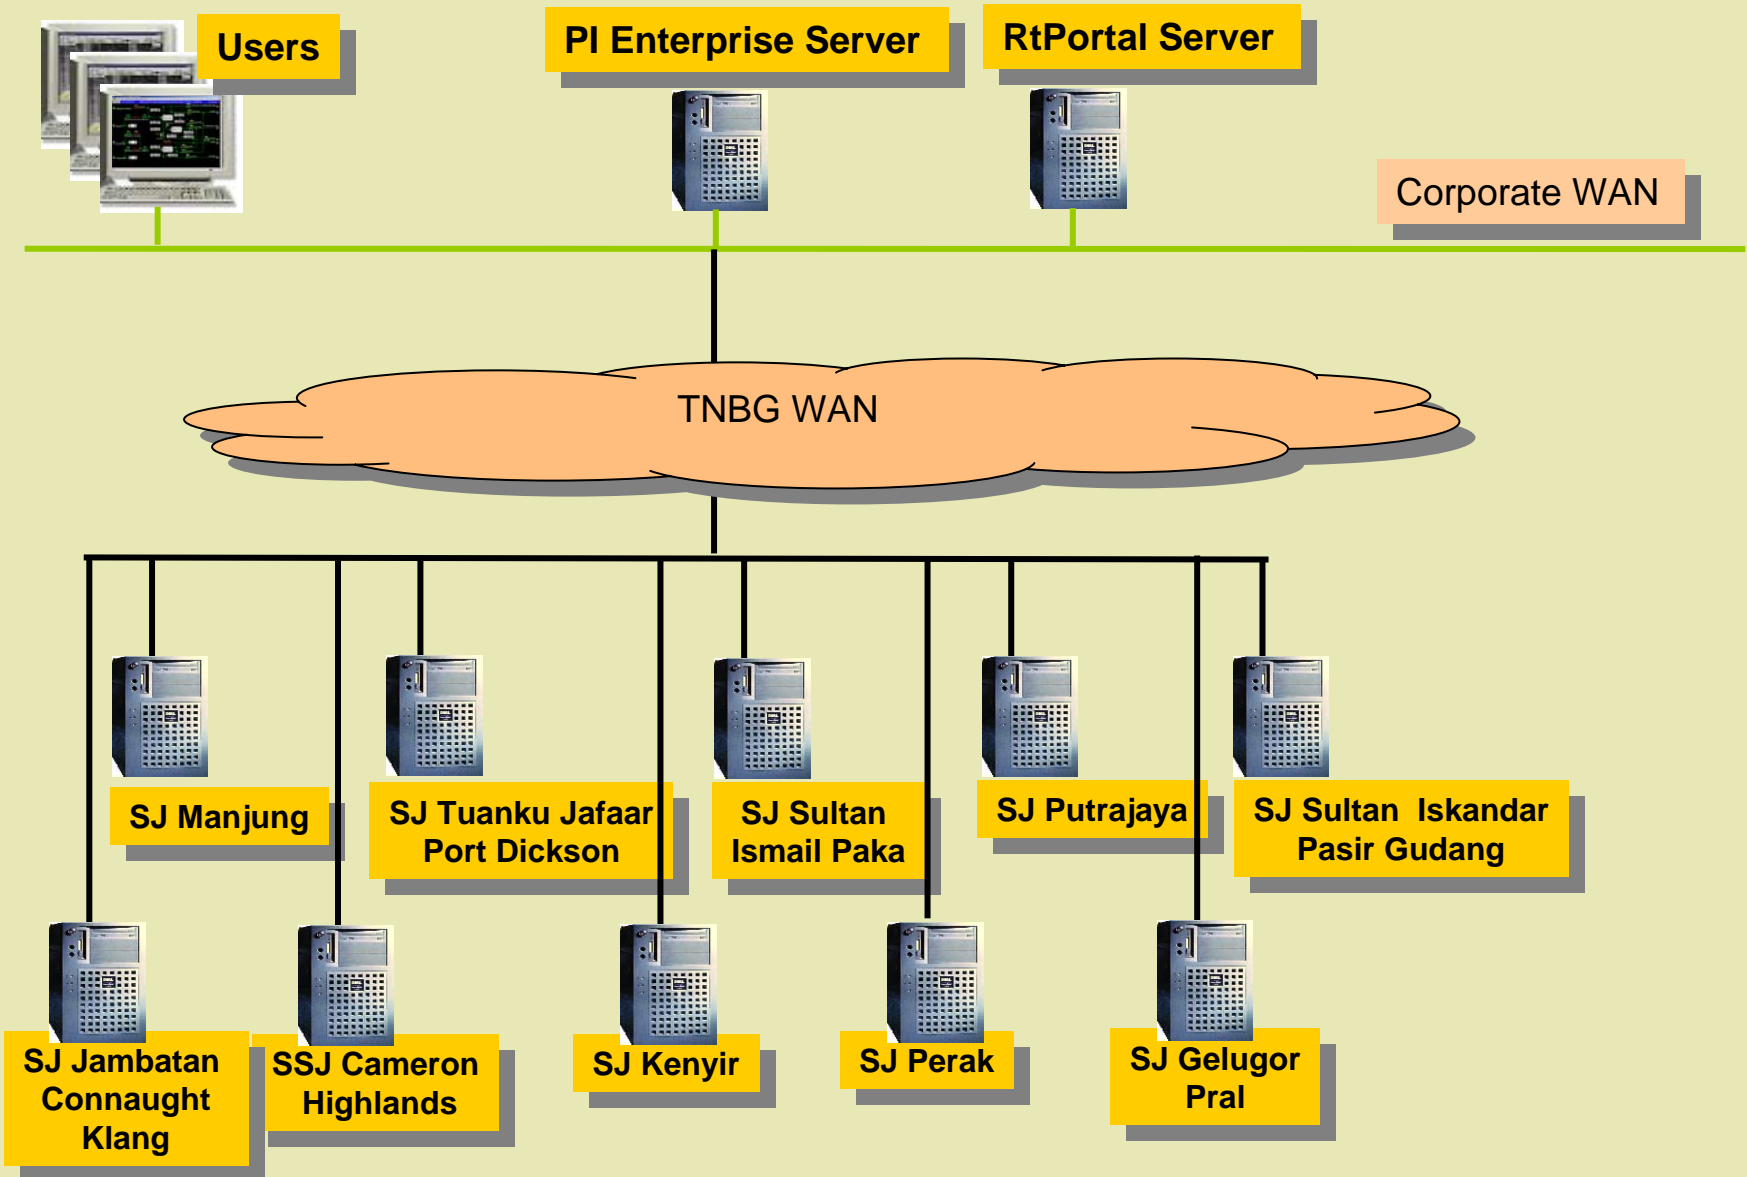 Users
PI Enterprise Server
RtPortal Server
Corporate WAN
TNBG WAN
SJ Manjung
SJ Tuanku Jafaar
Port Dickson
SJ Sultan
Ismail Paka
SJ Putrajaya
SJ Sultan Iskandar
Pasir Gudang
SJ Jambatan
Connaught
Klang
SSJ Cameron
Highlands
SJ Kenyir
SJ Perak
SJ Gelugor
Pral